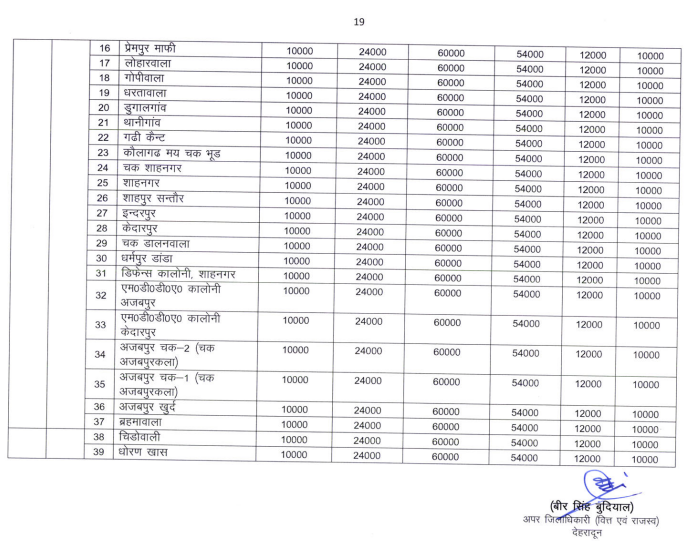 19
16 प्रेमपुर माफी 10000 24000 60000 54000 12000 10000
17 लोहारवाला 10000 24000 60000 54000 12000 10000
18 गोपीवाला 10000 24000 60000 54000 12000 10000
19 धरतावाला 10000 24000 60000 54000 12000 10000
20 डुगालगांव 10000 24000 60000 54000 12000 10000
21 थानीगांव 10000 24000 60000 54000 12000 10000
22 गढी कैन्ट 10000 24000 60000 54000 12000 10000
23 कौलागढ मय चक भूड 10000 24000 60000 54000 12000 10000
24 चक शाहनगर 10000 24000 60000 54000 12000 10000
25 शाहनगर 10000 24000 60000 54000 12000 10000
26 शाहपुर सन्तौर 10000 24000 60000 54000 12000 10000
27 इन्दरपुर 10000 24000 60000 54000 12000 10000
28 केदारपुर 10000 24000 60000 54000 12000 10000
29 चक डालनवाला 10000 24000 60000 54000 12000 10000
30 धर्मपुर डांडा 10000 24000 60000 54000 12000 10000
31 डिफेन्स कालोनी, शाहनगर 10000 24000 60000 54000 12000 10000
32 एम0डी0डी0ए0 कालोनी 10000 24000 60000 54000 12000 10000
अजबपुर
33 एम0डी0डी0ए0 कालोनी 10000 24000 60000 54000 12000 10000
केदारपुर
34 अजबपुर चक–2 (चक 10000 24000 60000 54000 12000 10000
अजबपुरकला)
35 अजबपुर चक–1 (चक 10000 24000 60000 54000 12000 10000
अजबपुरकला)
36 अजबपुर खुर्द 10000 24000 60000 54000 12000 10000
37 ब्रहमावाला 10000 24000 60000 54000 12000 10000
38 चिडोवाली 10000 24000 60000 54000 12000 10000
39 धोरण खास 10000 24000 60000 54000 12000 10000
(बीर सिंह बुदियाल)
अपर जिलाधिकारी (वित्त एवं राजस्व)
देहरादून